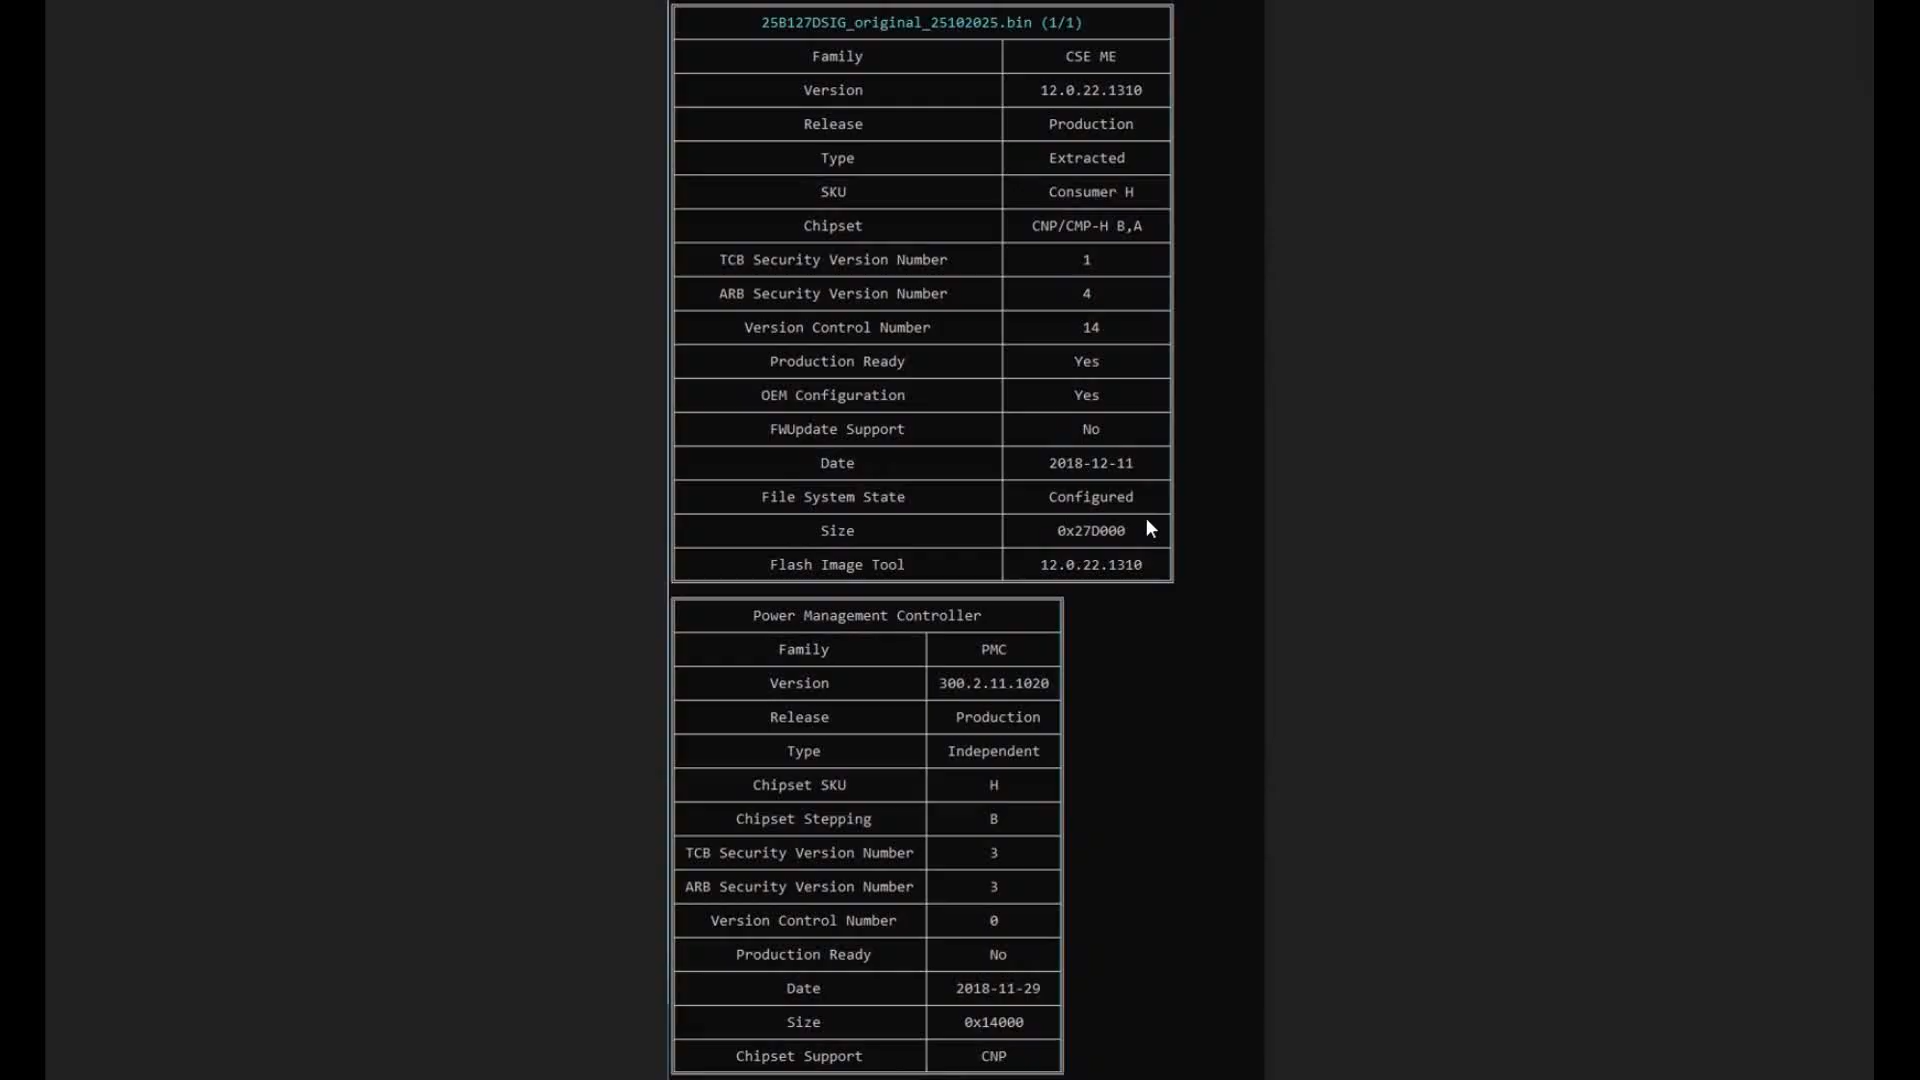 25B127DSIG_original_25102025.bin (1/1)
Family CSE ME
Version 12.0.22.1310
Release Production
Type Extracted
SKU Consumer H
Chipset CNP/CMP-H B,A
TCB Security Version Number 1
ARB Security Version Number 4
Version Control Number 14
Production Ready Yes
OEM Configuration Yes
FWUpdate Support No
Date 2018-12-11
File System State Configured
Size 0x27D000
Flash Image Tool 12.0.22.1310
Power Management Controller
Family PMC
Version 300.2.11.1020
Release Production
Type Independent
Chipset SKU H
Chipset Stepping B
TCB Security Version Number 3
ARB Security Version Number 3
Version Control Number 0
Production Ready No
Date 2018-11-29
Size 0x14000
Chipset Support CNP